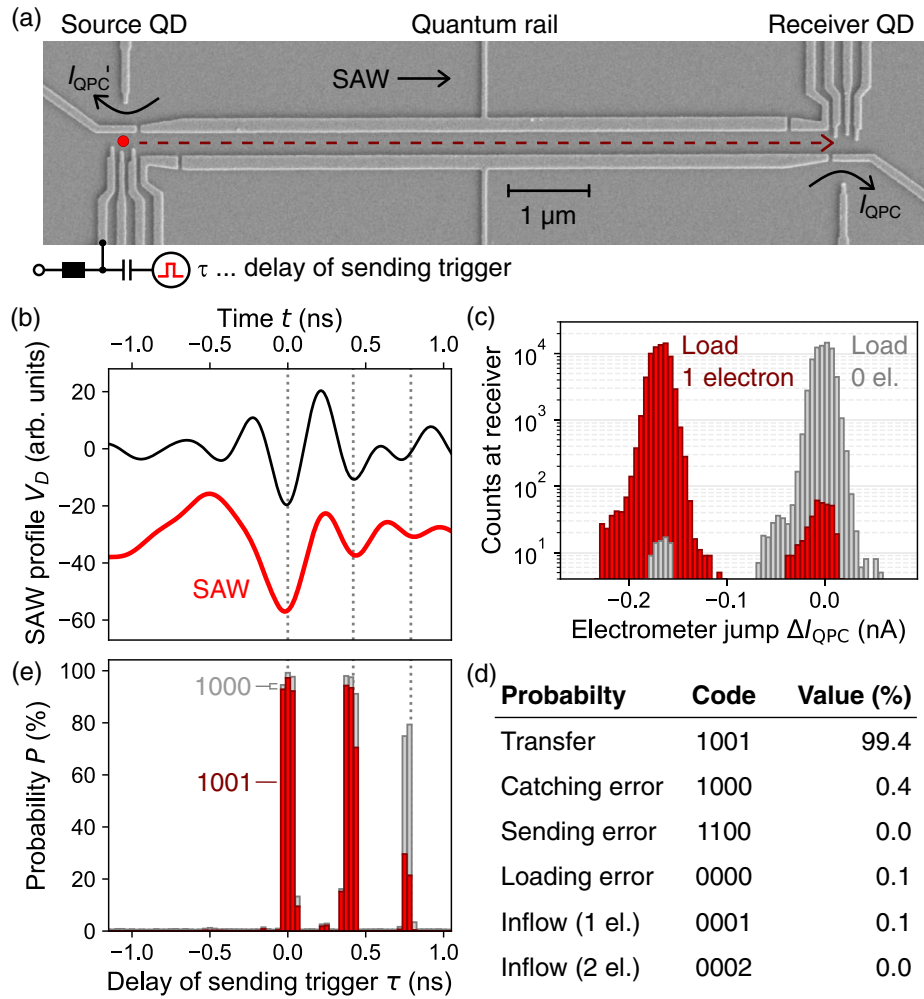 (a) Source QD Quantum rail Receiver QD
I_QPC' SAW
1 μm I_QPC
τ ... delay of sending trigger
(b) Time t (ns)
−1.0 −0.5 0.0 0.5 1.0
SAW profile V_D (arb. units)
20
0
−20
−40
−60
SAW
(c)
Load
1 electron
Load
0 el.
Counts at receiver
10^4
10^3
10^2
10^1
−0.2 −0.1 0.0
Electrometer jump ΔI_QPC (nA)
(e)
Probability P (%)
100
80
60
40
20
0
1000
1001
−1.0 −0.5 0.0 0.5 1.0
Delay of sending trigger τ (ns)
(d)
Probabilty Code Value (%)
Transfer 1001 99.4
Catching error 1000 0.4
Sending error 1100 0.0
Loading error 0000 0.1
Inflow (1 el.) 0001 0.1
Inflow (2 el.) 0002 0.0